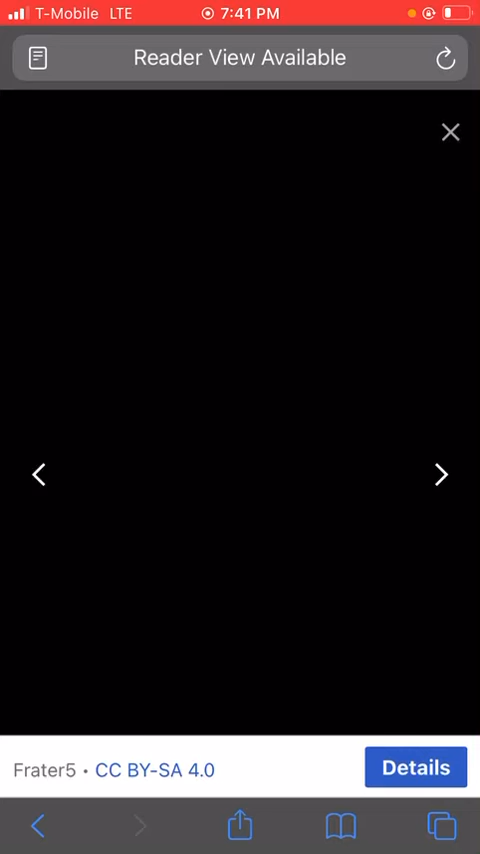 T-Mobile LTE 7:41 PM
Reader View Available
Frater5 • CC BY-SA 4.0
Details